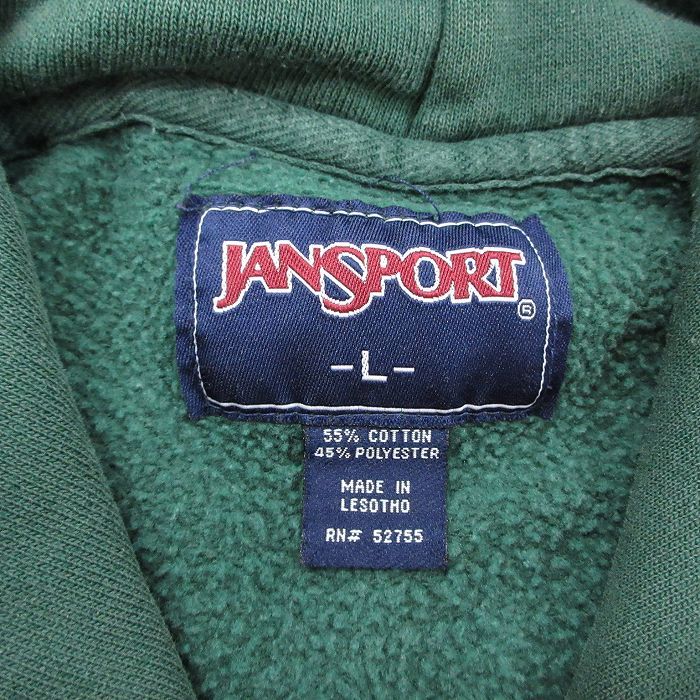 JANSPORT ®
-L-
55% COTTON
45% POLYESTER
MADE IN
LESOTHO
RN# 52755